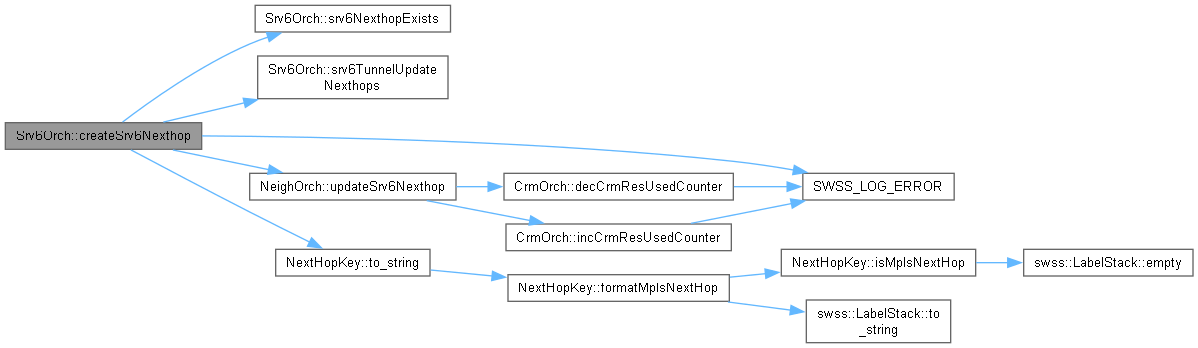 Srv6Orch::srv6NexthopExists
Srv6Orch::srv6TunnelUpdate
Nexthops
Srv6Orch::createSrv6Nexthop
NeighOrch::updateSrv6Nexthop
CrmOrch::decCrmResUsedCounter
SWSS_LOG_ERROR
CrmOrch::incCrmResUsedCounter
NextHopKey::to_string
NextHopKey::formatMplsNextHop
NextHopKey::isMplsNextHop
swss::LabelStack::empty
swss::LabelStack::to
_string